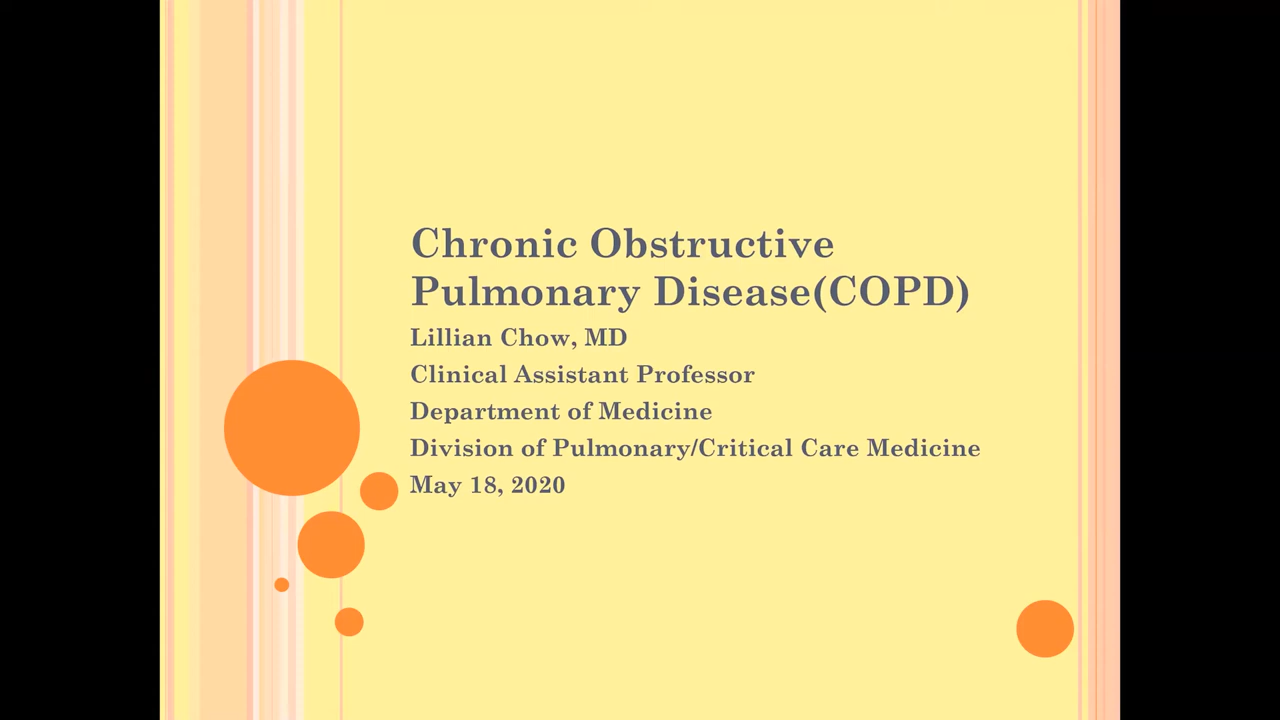 Chronic Obstructive
Pulmonary Disease(COPD)
Lillian Chow, MD
Clinical Assistant Professor
Department of Medicine
Division of Pulmonary/Critical Care Medicine
May 18, 2020